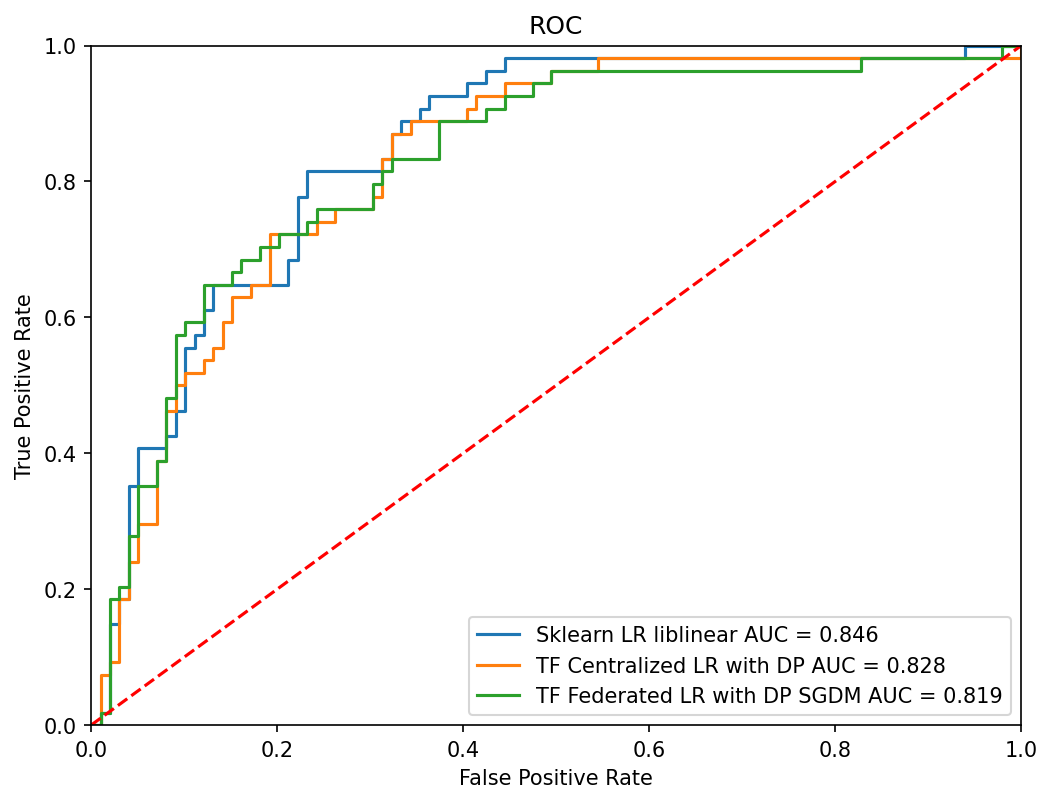 ROC
1.0
0.8
0.6
0.4
0.2
0.0
True Positive Rate
Sklearn LR liblinear AUC = 0.846
TF Centralized LR with DP AUC = 0.828
TF Federated LR with DP SGDM AUC = 0.819
0.0 0.2 0.4 0.6 0.8 1.0
False Positive Rate